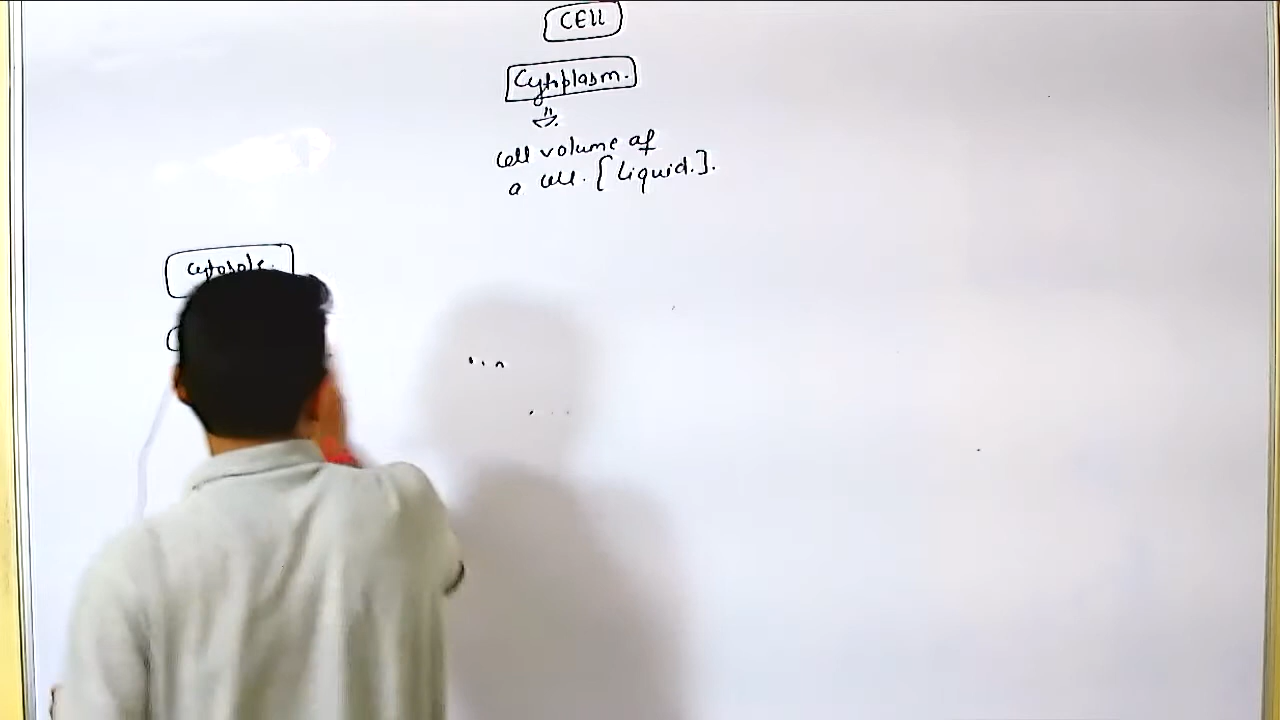 CEll
Cytoplasm.
Cell volume of
a cell. [Liquid.].
Cytosole.